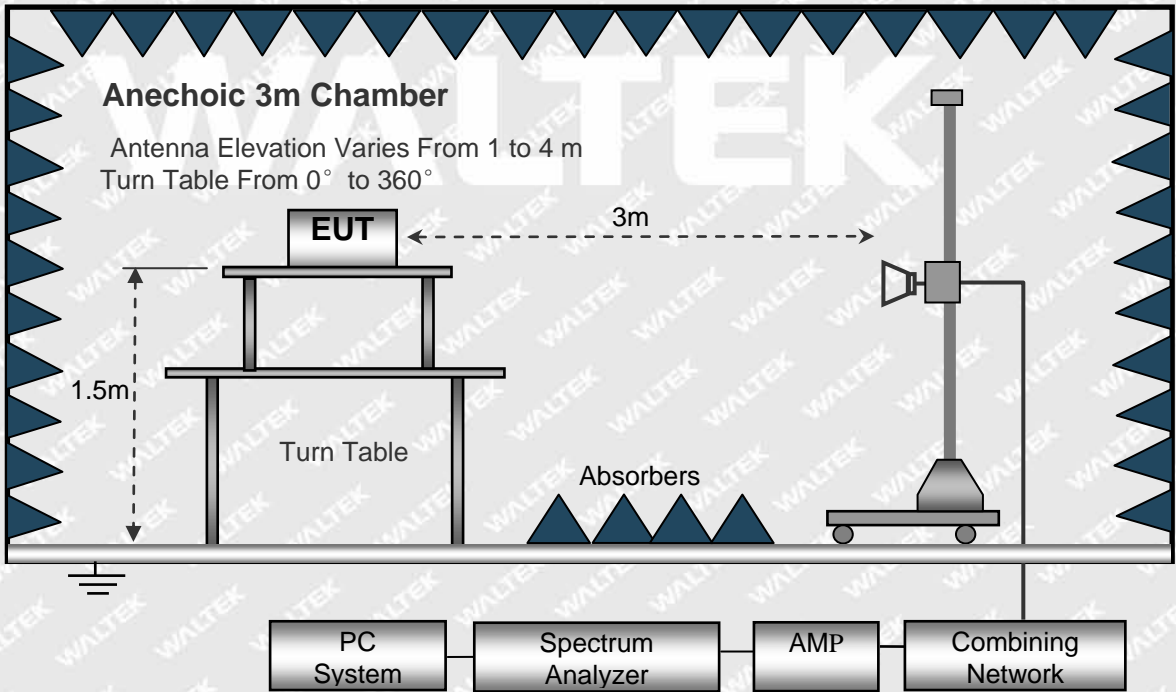 WALTEK
Anechoic 3m Chamber
Antenna Elevation Varies From 1 to 4 m
Turn Table From 0° to 360°
EUT
3m
1.5m
Turn Table
Absorbers
PC
System
Spectrum
Analyzer
AMP
Combining
Network